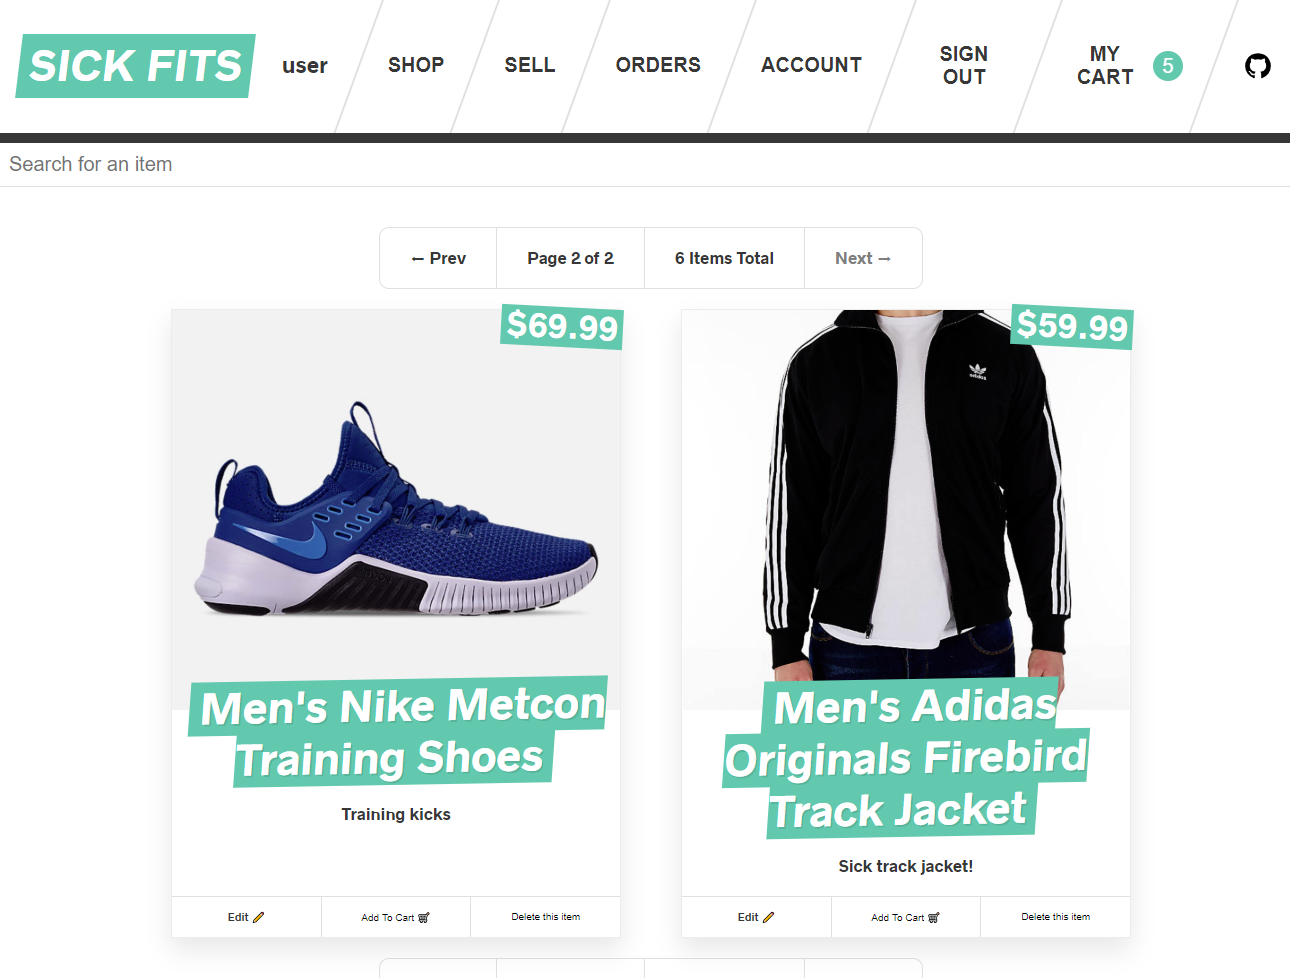 SICK FITS
user
SHOP
SELL
ORDERS
ACCOUNT
SIGN
OUT
MY
CART
5
Search for an item
← Prev
Page 2 of 2
6 Items Total
Next →
$69.99
Men's Nike Metcon
Training Shoes
Training kicks
Edit
Add To Cart
Delete this item
$59.99
adidas
Men's Adidas
Originals Firebird
Track Jacket
Sick track jacket!
Edit
Add To Cart
Delete this item